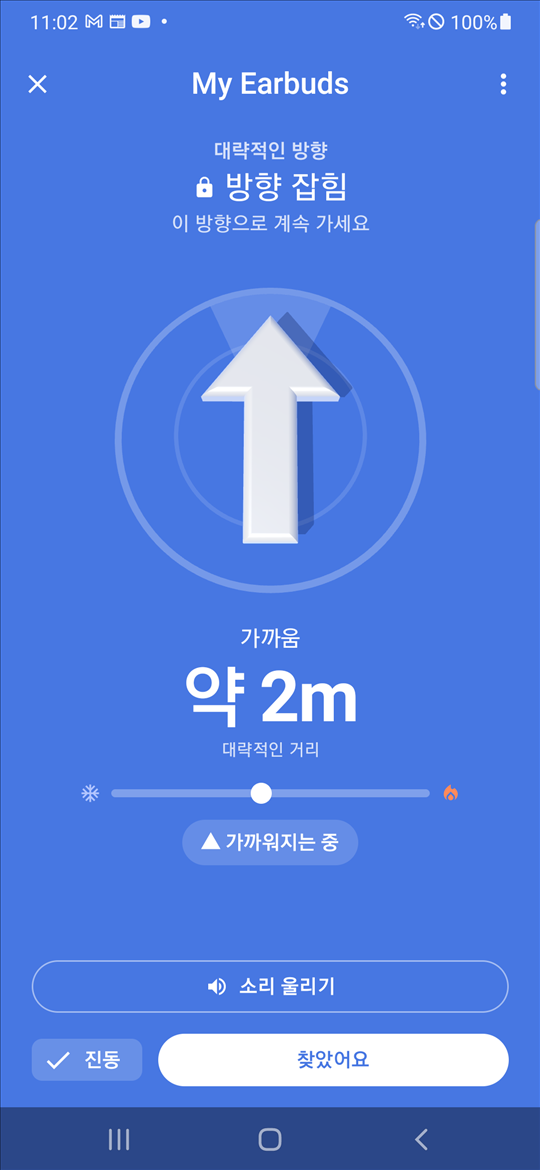 11:02
100%
My Earbuds
대략적인 방향
방향 잡힘
이 방향으로 계속 가세요
가까움
약 2m
대략적인 거리
가까워지는 중
소리 울리기
진동
찾았어요